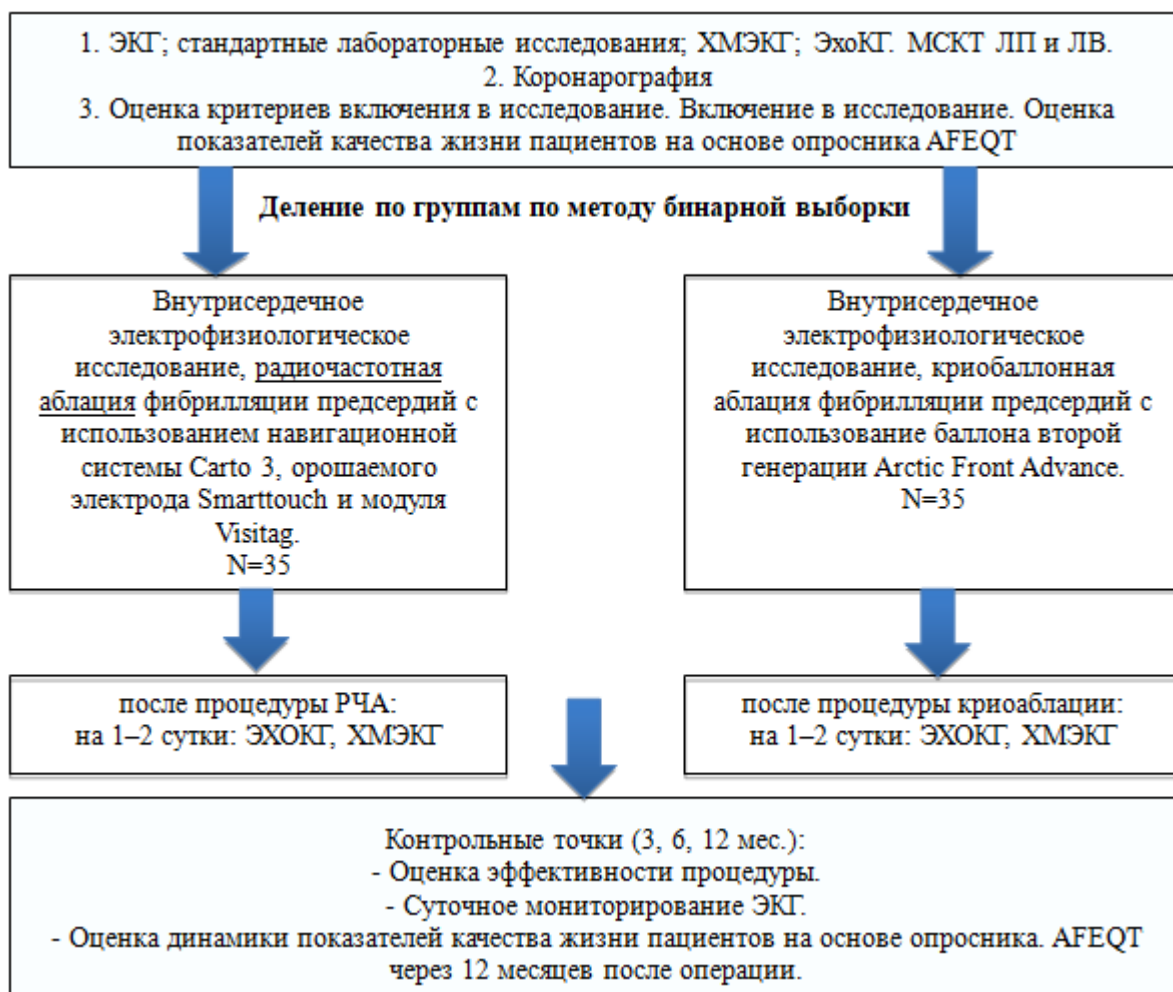 1. ЭКГ; стандартные лабораторные исследования; ХМЭКГ; ЭхоКГ. МСКТ ЛП и ЛВ.
2. Коронарография
3. Оценка критериев включения в исследование. Включение в исследование. Оценка
показателей качества жизни пациентов на основе опросника AFEQT
Деление по группам по методу бинарной выборки
Внутрисердечное
электрофизиологическое
исследование, радиочастотная
аблация фибрилляции предсердий с
использованием навигационной
системы Carto 3, орошаемого
электрода Smarttouch и модуля
Visitag.
N=35
Внутрисердечное
электрофизиологическое
исследование, криобаллонная
аблация фибрилляции предсердий с
использование баллона второй
генерации Arctic Front Advance.
N=35
после процедуры РЧА:
на 1–2 сутки: ЭХОКГ, ХМЭКГ
после процедуры криоаблации:
на 1–2 сутки: ЭХОКГ, ХМЭКГ
Контрольные точки (3, 6, 12 мес.):
- Оценка эффективности процедуры.
- Суточное мониторирование ЭКГ.
- Оценка динамики показателей качества жизни пациентов на основе опросника. AFEQT
через 12 месяцев после операции.